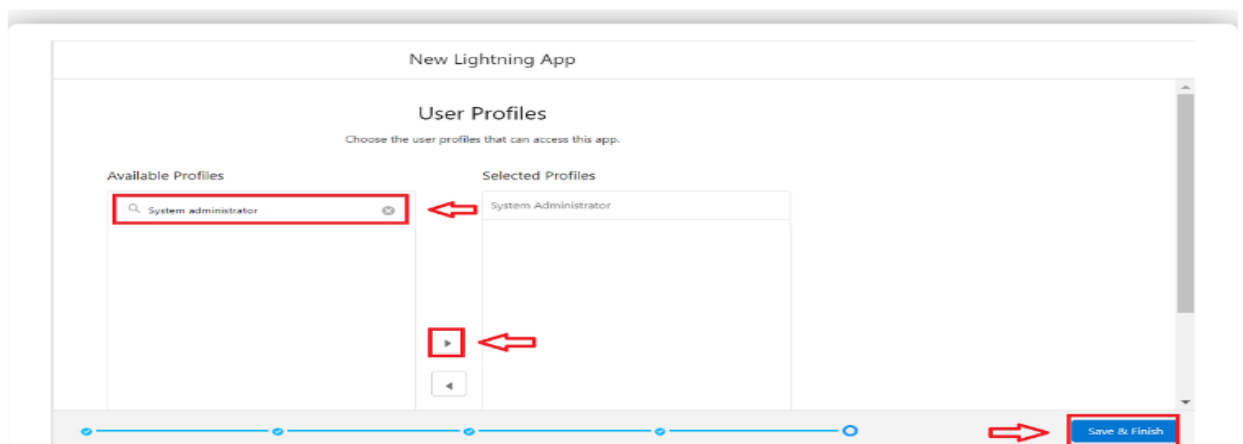 New Lightning App
User Profiles
Choose the user profiles that can access this app.
Available Profiles
Selected Profiles
System administrator
System Administrator
Save & Finish